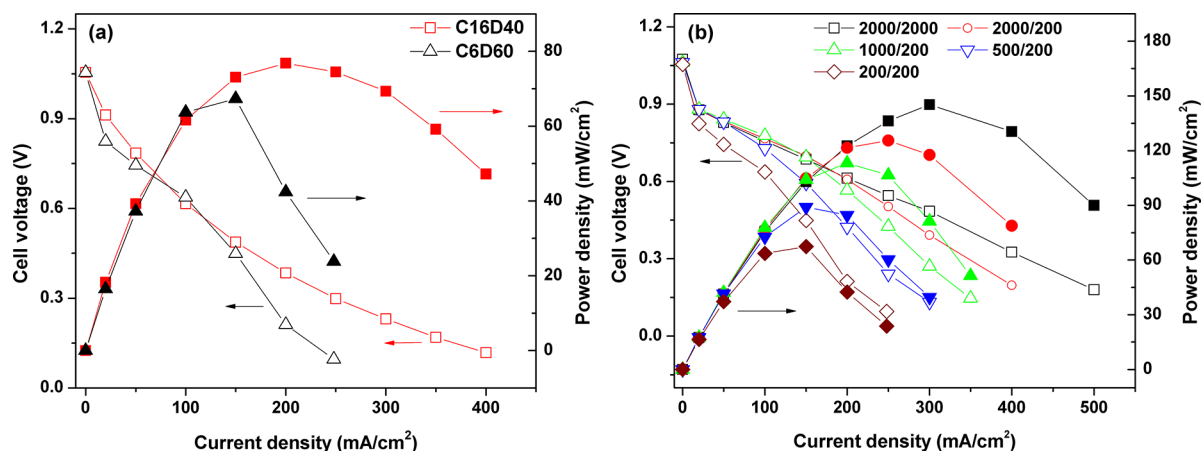 (a)
C16D40
C6D60
1.2
0.9
0.6
0.3
0.0
Cell voltage (V)
80
60
40
20
0
Power density (mW/cm²)
0 100 200 300 400
Current density (mA/cm²)
(b)
2000/2000 2000/200
1000/200 500/200
200/200
1.2
0.9
0.6
0.3
0.0
Cell voltage (V)
180
150
120
90
60
30
0
Power density (mW/cm²)
0 100 200 300 400 500
Current density (mA/cm²)